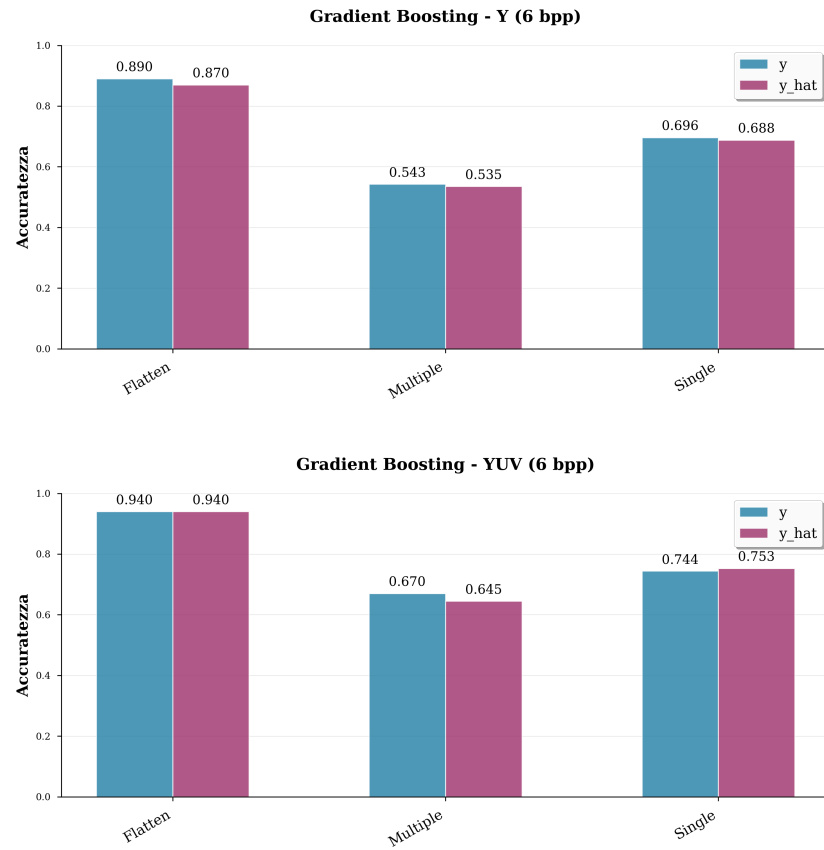 Gradient Boosting - Y (6 bpp)
1.0
0.890
0.870
y
y_hat
0.8
0.696
0.688
0.6
0.543
0.535
Accuratezza
0.4
0.2
0.0
Flatten
Multiple
Single
Gradient Boosting - YUV (6 bpp)
1.0
0.940
0.940
y
y_hat
0.8
0.744
0.753
0.670
0.645
0.6
Accuratezza
0.4
0.2
0.0
Flatten
Multiple
Single